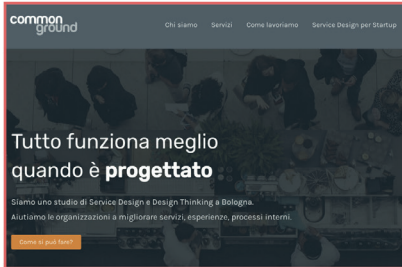 common
ground
Chi siamo Servizi Come lavoriamo Service Design per Startup
Tutto funziona meglio
quando è progettato
Siamo uno studio di Service Design e Design Thinking a Bologna.
Aiutiamo le organizzazioni a migliorare servizi, esperienze, processi interni.
Come si può fare?